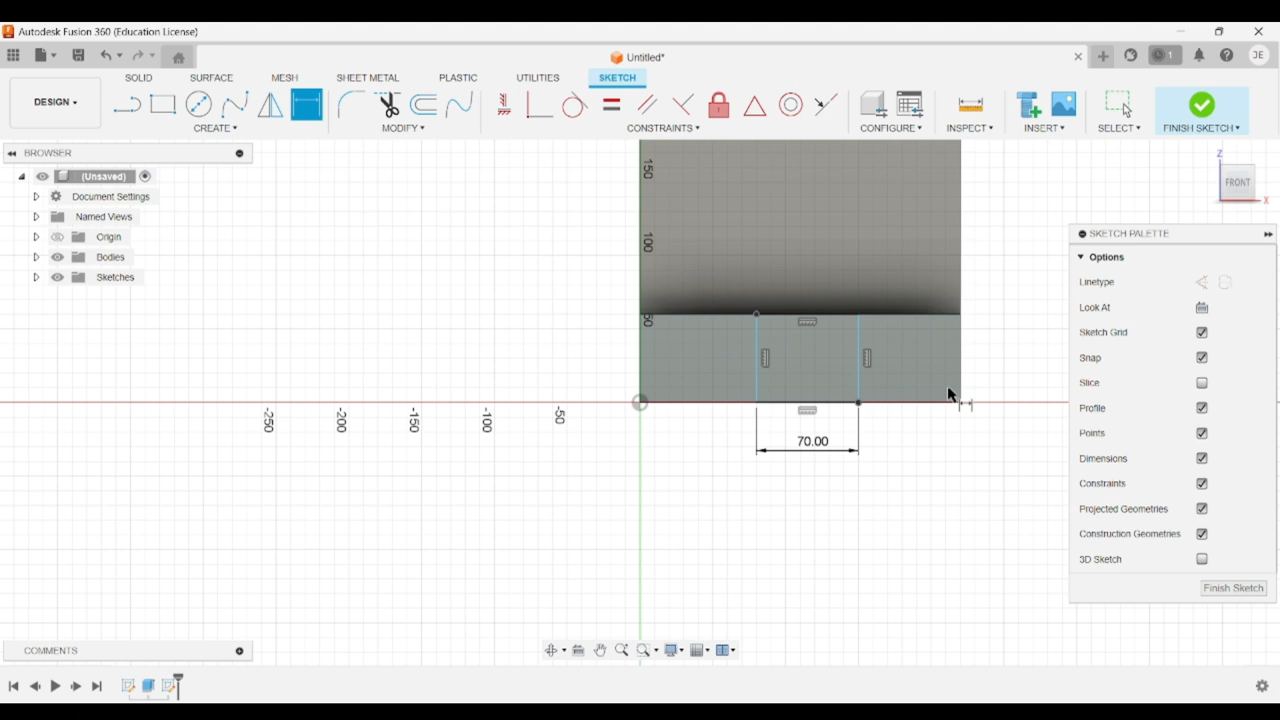 Autodesk Fusion 360 (Education License)
Untitled*
1
JE
DESIGN
SOLID
SURFACE
MESH
SHEET METAL
PLASTIC
UTILITIES
SKETCH
CREATE
MODIFY
CONSTRAINTS
CONFIGURE
INSPECT
INSERT
SELECT
FINISH SKETCH
BROWSER
(Unsaved)
Document Settings
Named Views
Origin
Bodies
Sketches
150
100
50
-250
-200
-150
-100
-50
70.00
Z
FRONT
X
SKETCH PALETTE
Options
Linetype
Look At
Sketch Grid
Snap
Slice
Profile
Points
Dimensions
Constraints
Projected Geometries
Construction Geometries
3D Sketch
Finish Sketch
COMMENTS